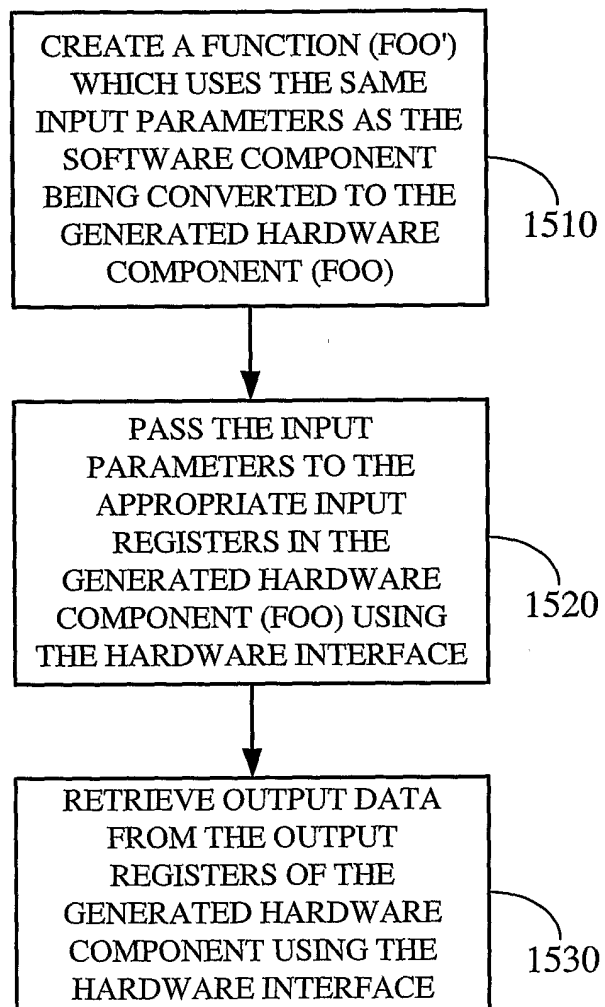 CREATE A FUNCTION (FOO')
WHICH USES THE SAME
INPUT PARAMETERS AS THE
SOFTWARE COMPONENT
BEING CONVERTED TO THE
GENERATED HARDWARE
COMPONENT (FOO)
1510
PASS THE INPUT
PARAMETERS TO THE
APPROPRIATE INPUT
REGISTERS IN THE
GENERATED HARDWARE
COMPONENT (FOO) USING
THE HARDWARE INTERFACE
1520
RETRIEVE OUTPUT DATA
FROM THE OUTPUT
REGISTERS OF THE
GENERATED HARDWARE
COMPONENT USING THE
HARDWARE INTERFACE
1530